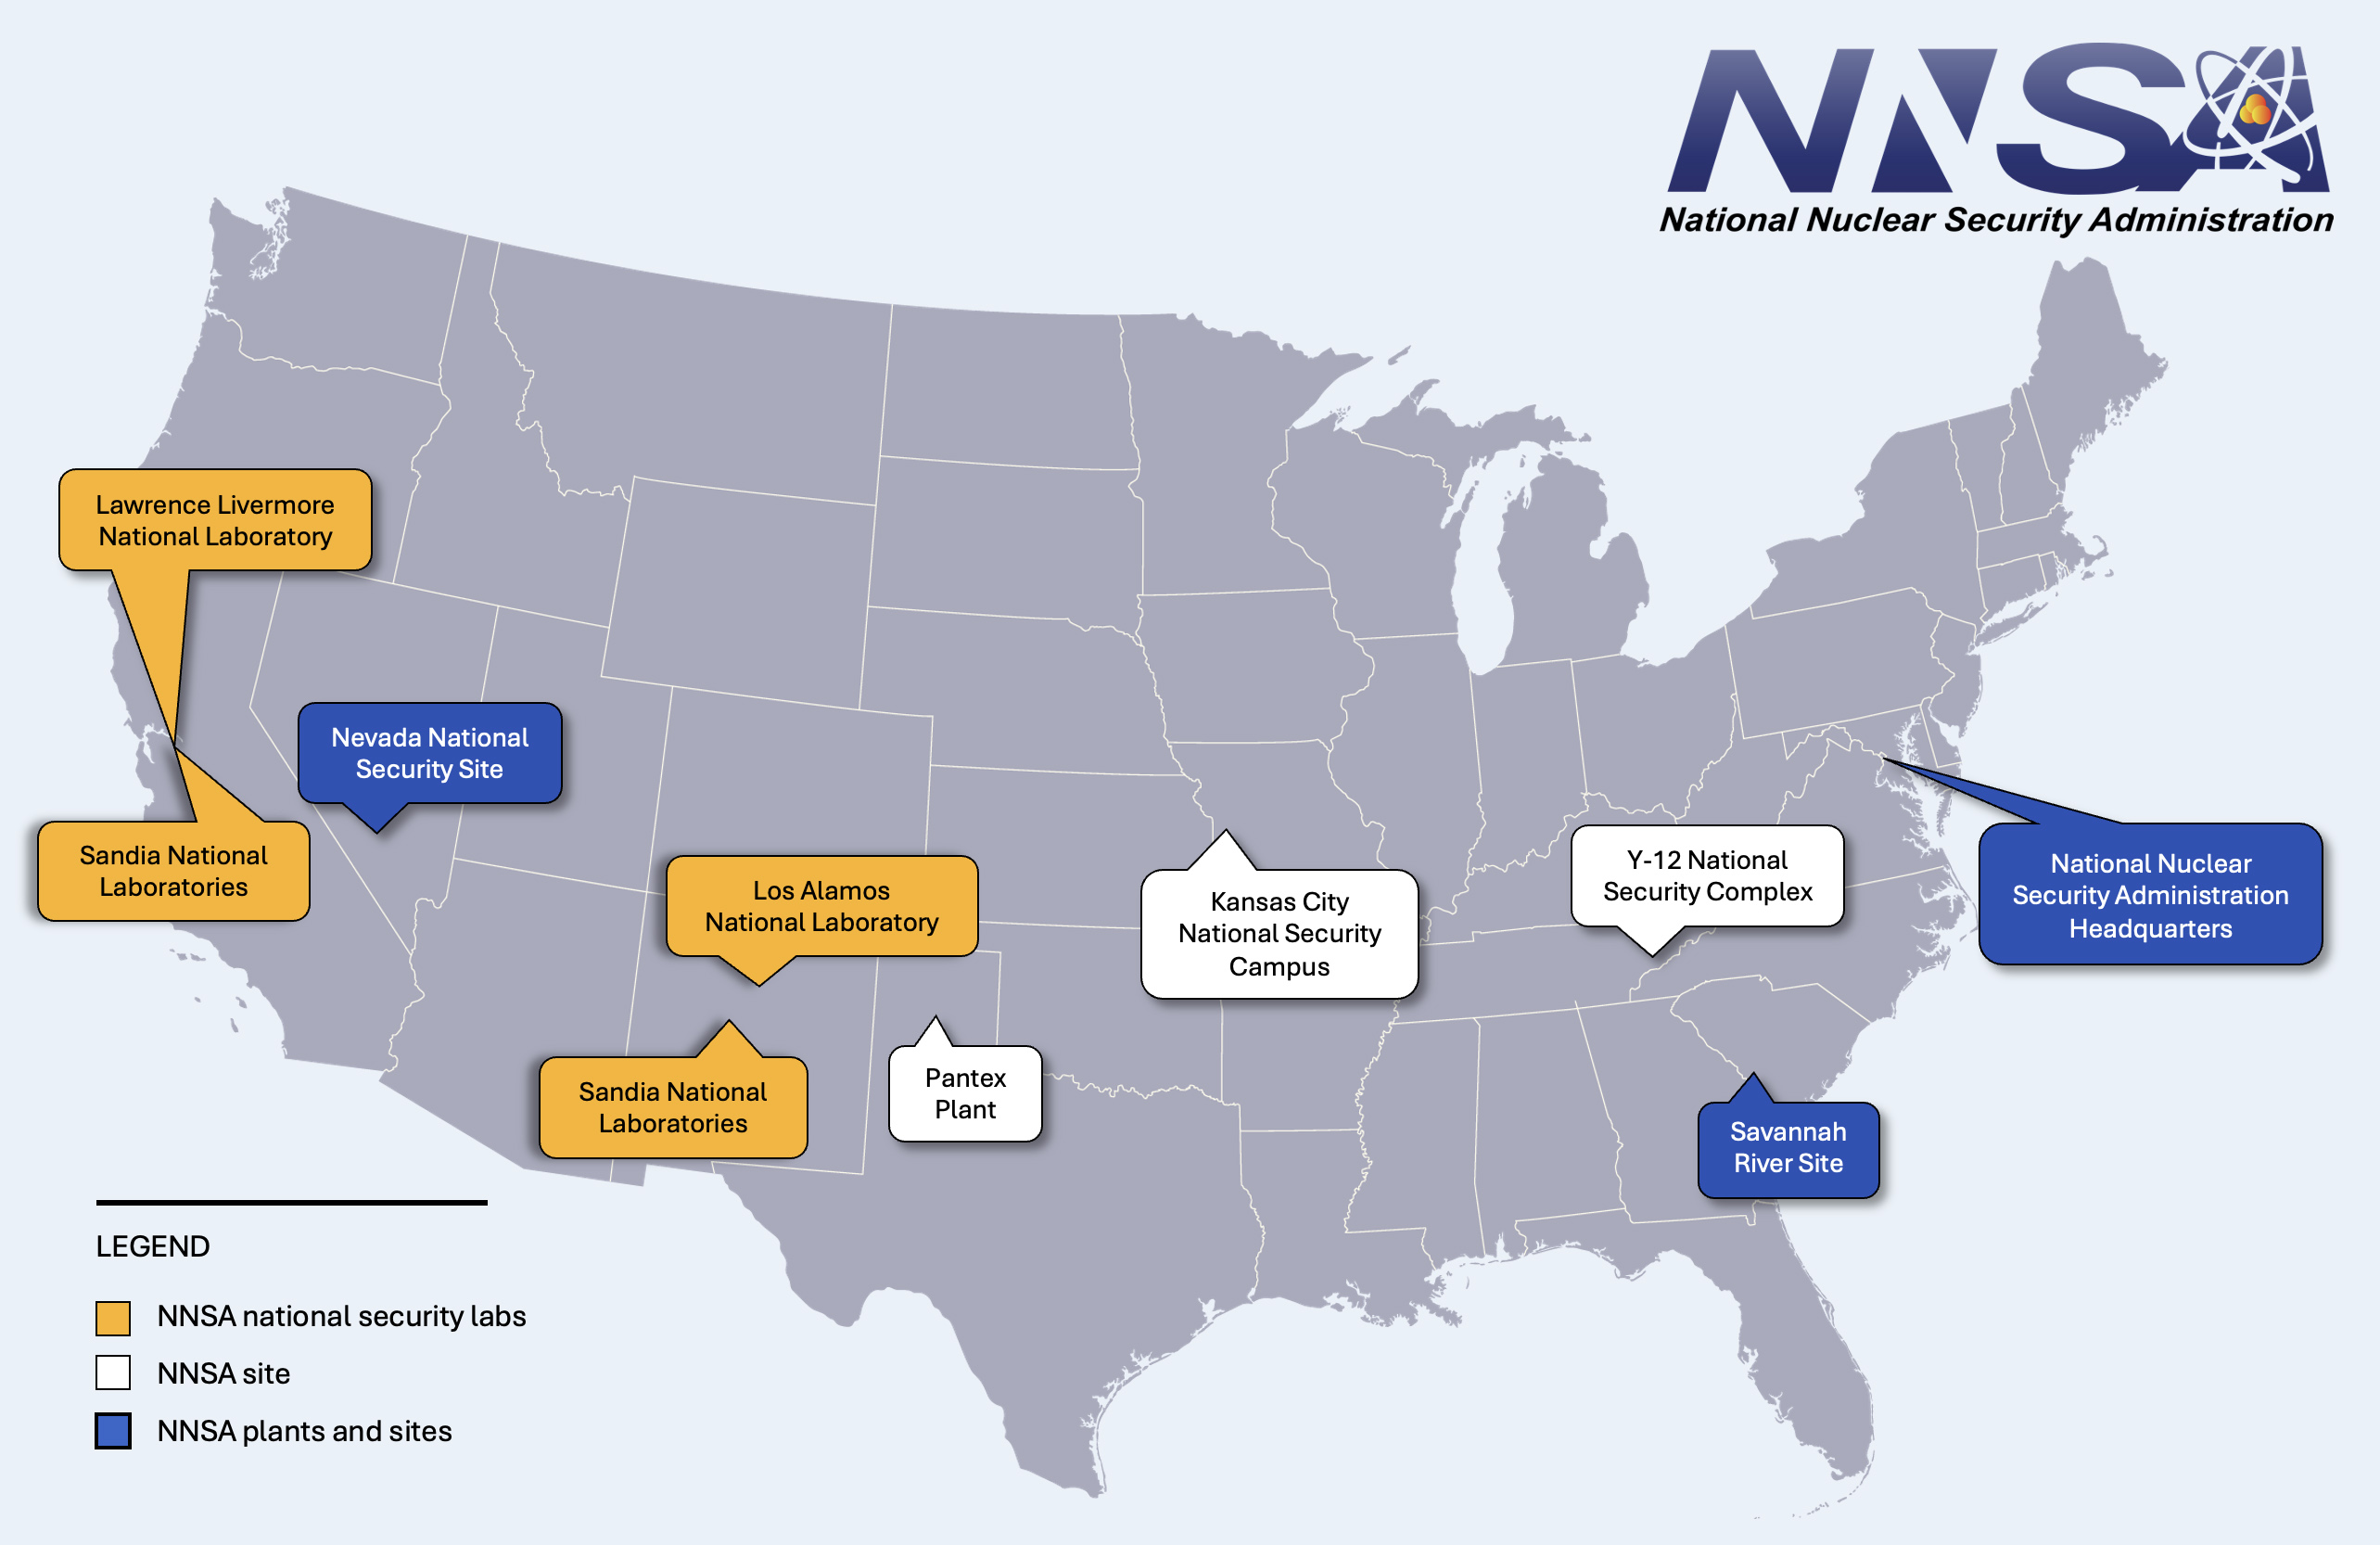 NNSA
National Nuclear Security Administration
Lawrence Livermore
National Laboratory
Nevada National
Security Site
Sandia National
Laboratories
Los Alamos
National Laboratory
Sandia National
Laboratories
Pantex
Plant
Kansas City
National Security
Campus
Y-12 National
Security Complex
National Nuclear
Security Administration
Headquarters
Savannah
River Site
LEGEND
NNSA national security labs
NNSA site
NNSA plants and sites